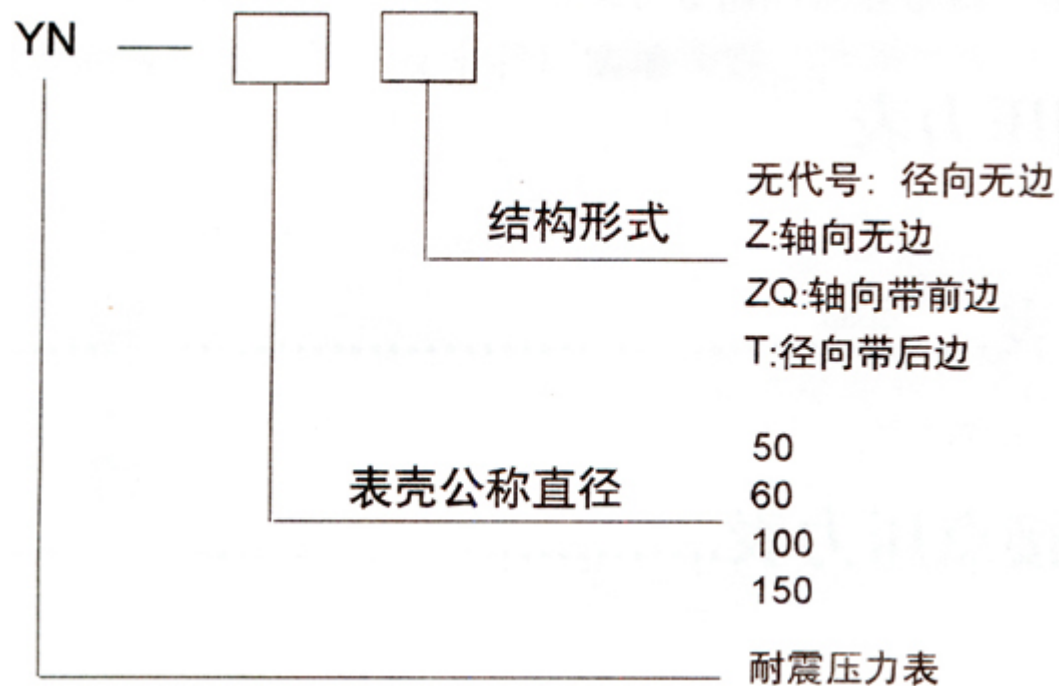 YN —
无代号：径向无边
结构形式
Z:轴向无边
ZQ:轴向带前边
T:径向带后边
50
表壳公称直径
60
100
150
耐震压力表